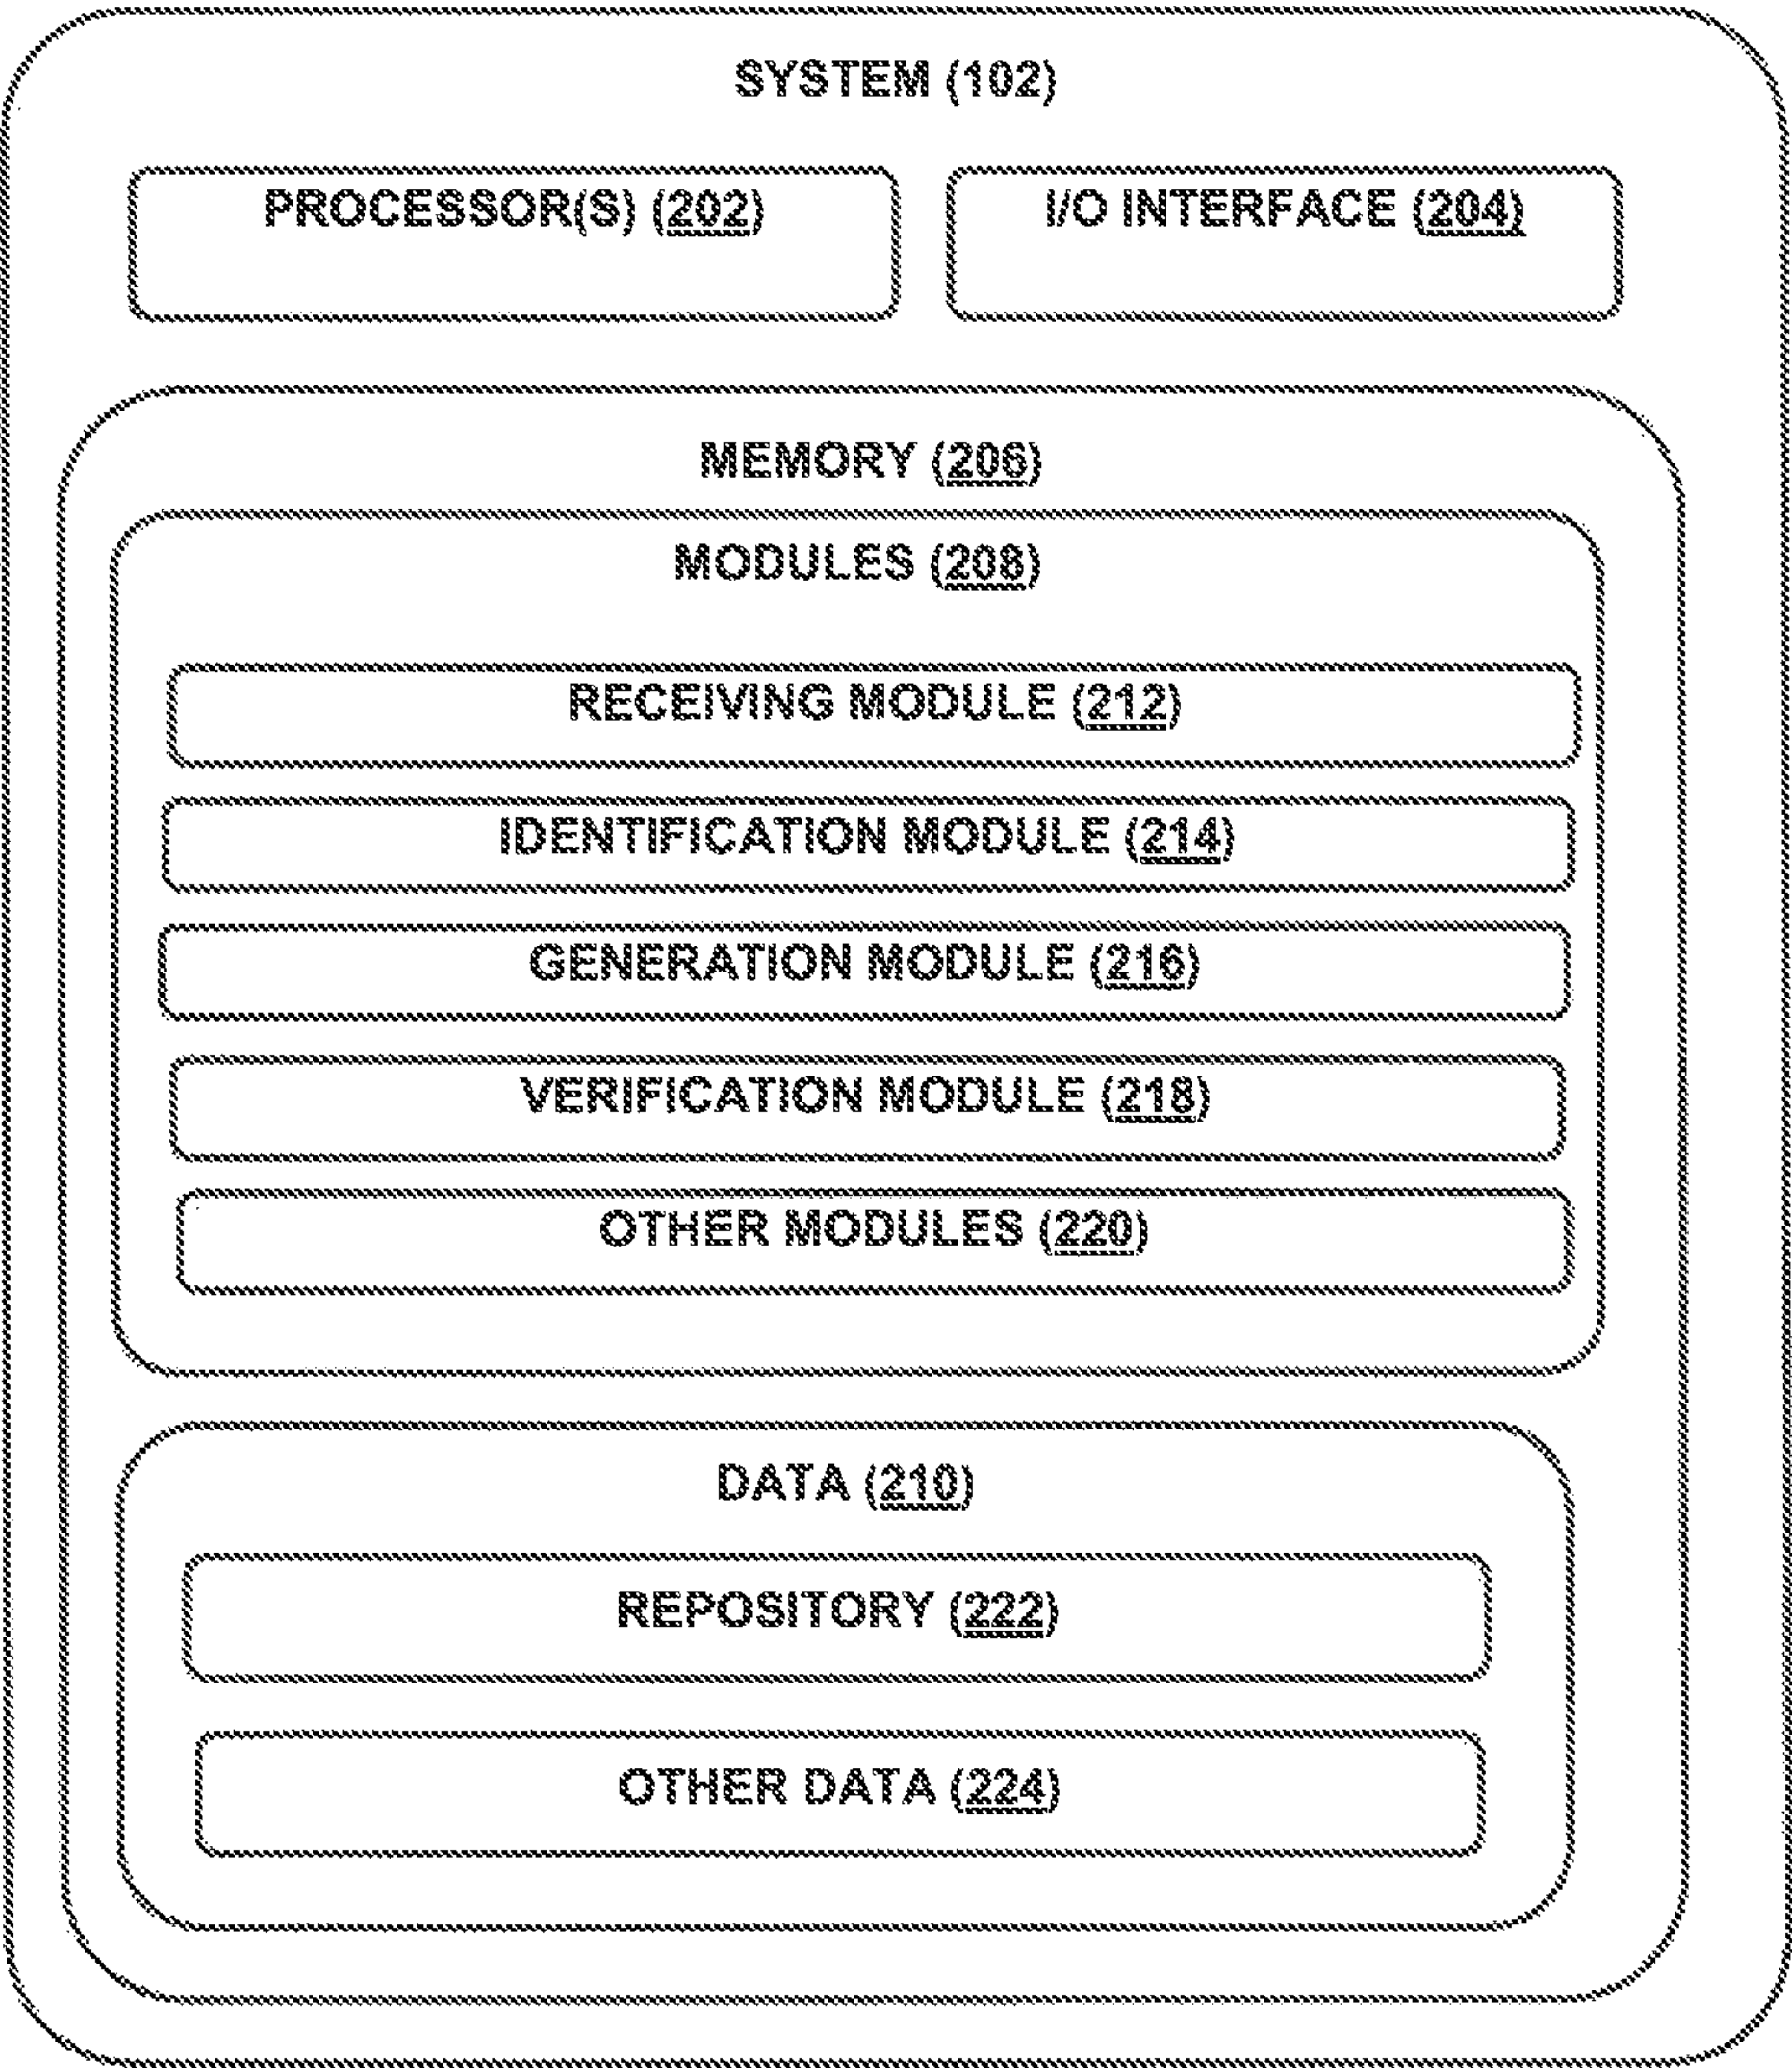 SYSTEM (102)
PROCESSOR(S) (202)
I/O INTERFACE (204)
MEMORY (206)
MODULES (208)
RECEIVING MODULE (212)
IDENTIFICATION MODULE (214)
GENERATION MODULE (216)
VERIFICATION MODULE (218)
OTHER MODULES (220)
DATA (210)
REPOSITORY (222)
OTHER DATA (224)